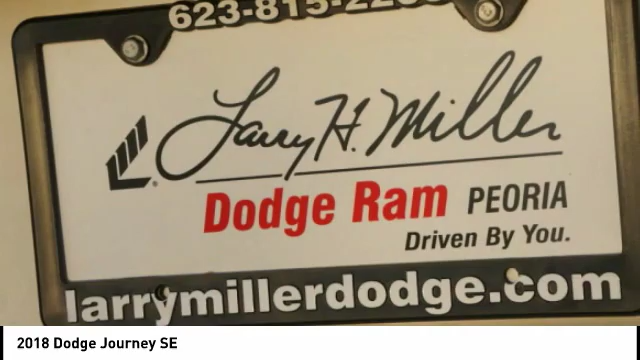 Larry H. Miller
Dodge Ram PEORIA
Driven By You.
larrymillerdodge.com
2018 Dodge Journey SE